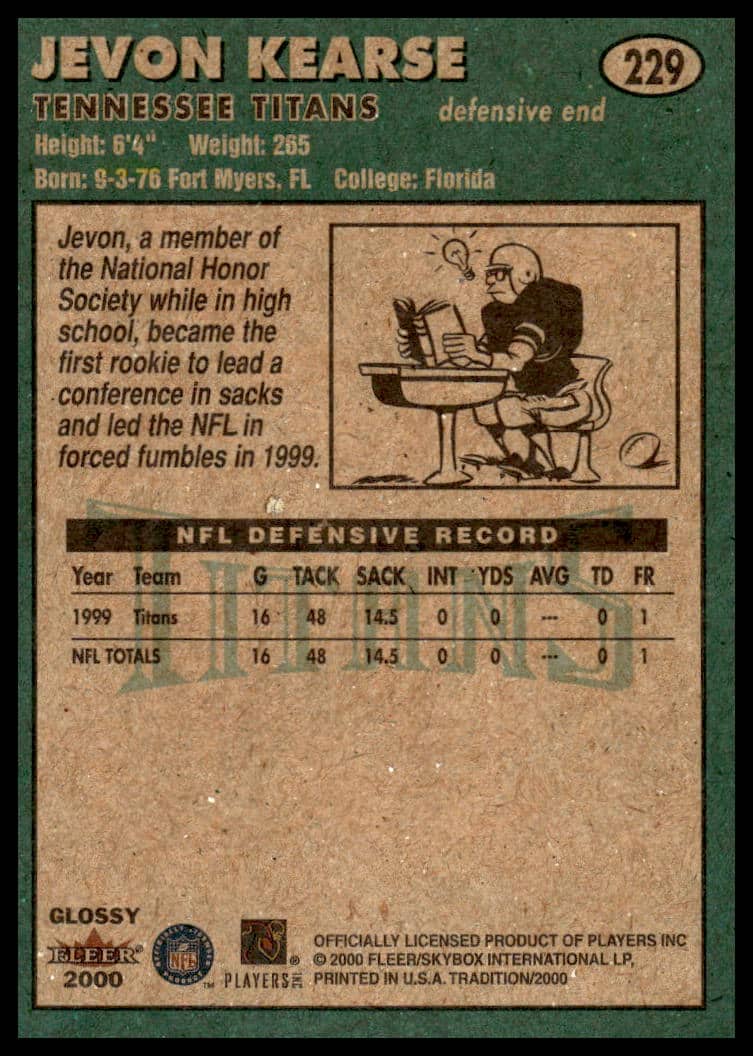 JEVON KEARSE
229
TENNESSEE TITANS defensive end
Height: 6'4" Weight: 265
Born: 9-3-76 Fort Myers, FL College: Florida
Jevon, a member of
the National Honor
Society while in high
school, became the
first rookie to lead a
conference in sacks
and led the NFL in
forced fumbles in 1999.
TITANS
NFL DEFENSIVE RECORD
Year Team G TACK SACK INT YDS AVG TD FR
1999 Titans 16 48 14.5 0 0 --- 0 1
NFL TOTALS 16 48 14.5 0 0 --- 0 1
GLOSSY
FLEER®
2000
NFL
™
PLAYERS INC
®
OFFICIALLY LICENSED PRODUCT OF PLAYERS INC
© 2000 FLEER/SKYBOX INTERNATIONAL LP,
PRINTED IN U.S.A. TRADITION/2000